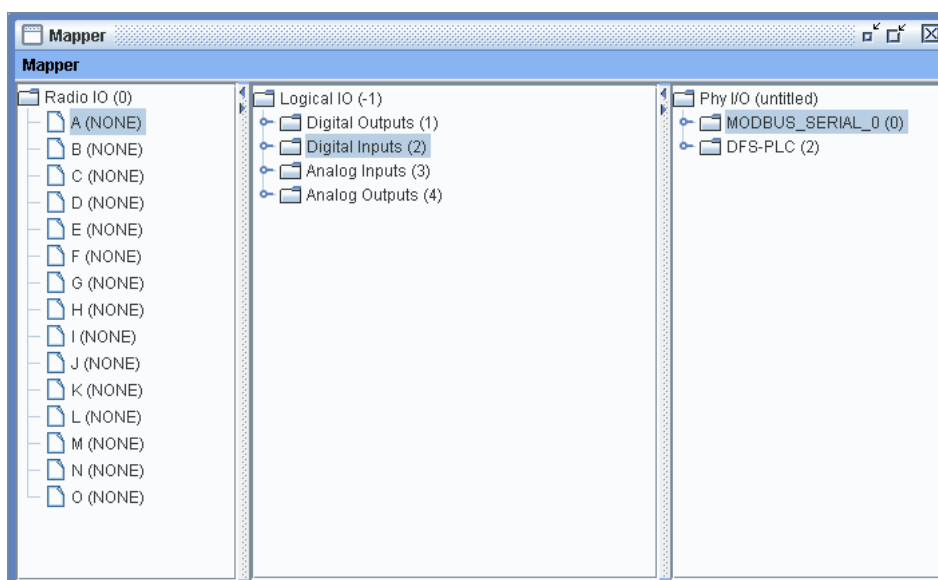 Mapper
Mapper
Radio IO (0)
A (NONE)
B (NONE)
C (NONE)
D (NONE)
E (NONE)
F (NONE)
G (NONE)
H (NONE)
I (NONE)
J (NONE)
K (NONE)
L (NONE)
M (NONE)
N (NONE)
O (NONE)
Logical IO (-1)
Digital Outputs (1)
Digital Inputs (2)
Analog Inputs (3)
Analog Outputs (4)
Phy I/O (untitled)
MODBUS_SERIAL_0 (0)
DFS-PLC (2)